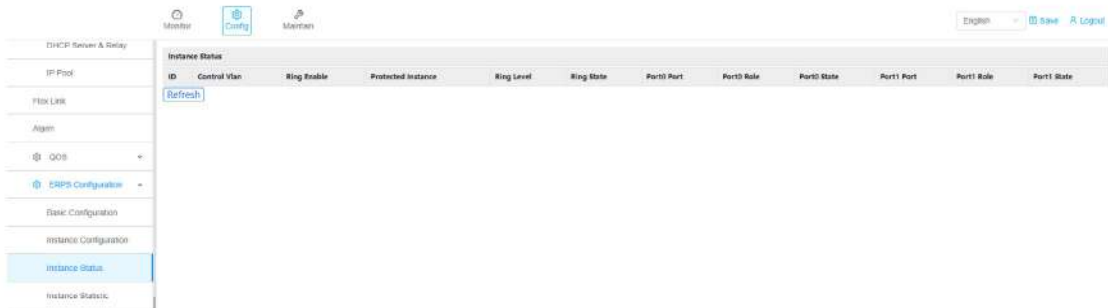 Monitor Config Maintain English Save Logout
DHCP Server & Relay
IP Pool
Flex Link
Alarm
QOS
ERPS Configuration
Basic Configuration
Instance Configuration
Instance Status
Instance Statistic
Instance Status
ID Control Vlan Ring Enable Protected Instance Ring Level Ring State Port0 Port Port0 Role Port0 State Port1 Port Port1 Role Port1 State
Refresh